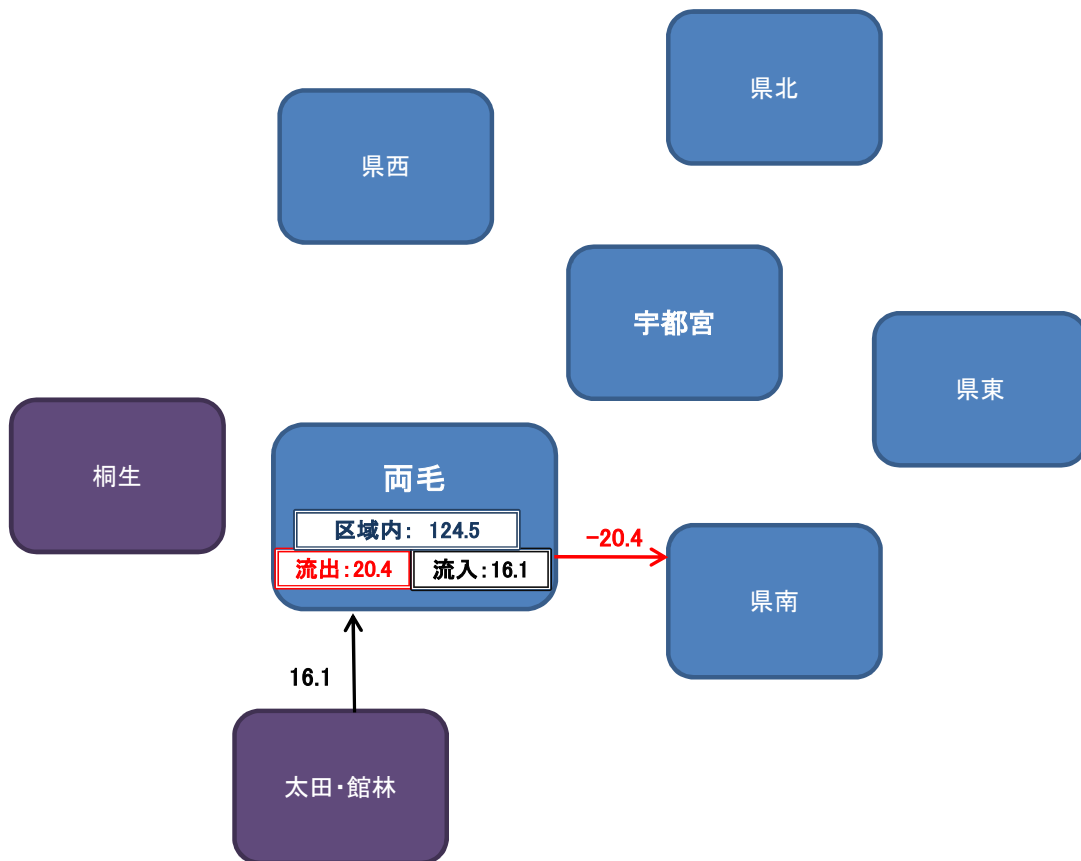 県北
県西
宇都宮
県東
桐生
両毛
区域内： 124.5
流出：20.4
流入：16.1
-20.4
県南
16.1
太田・館林